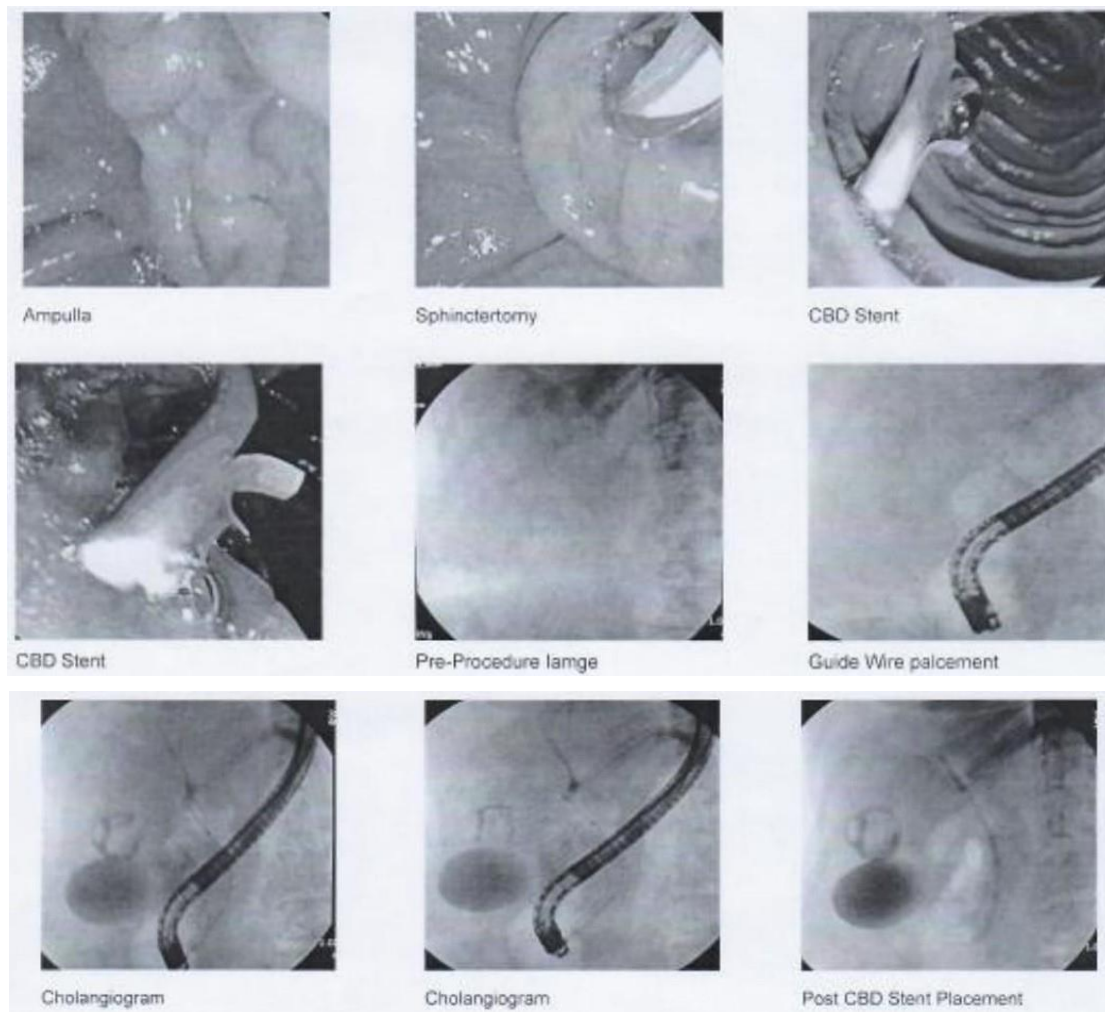 Ampulla
Sphinctertomy
CBD Stent
CBD Stent
Pre-Procedure Iamge
Guide Wire palcement
Cholangiogram
Cholangiogram
Post CBD Stent Placement